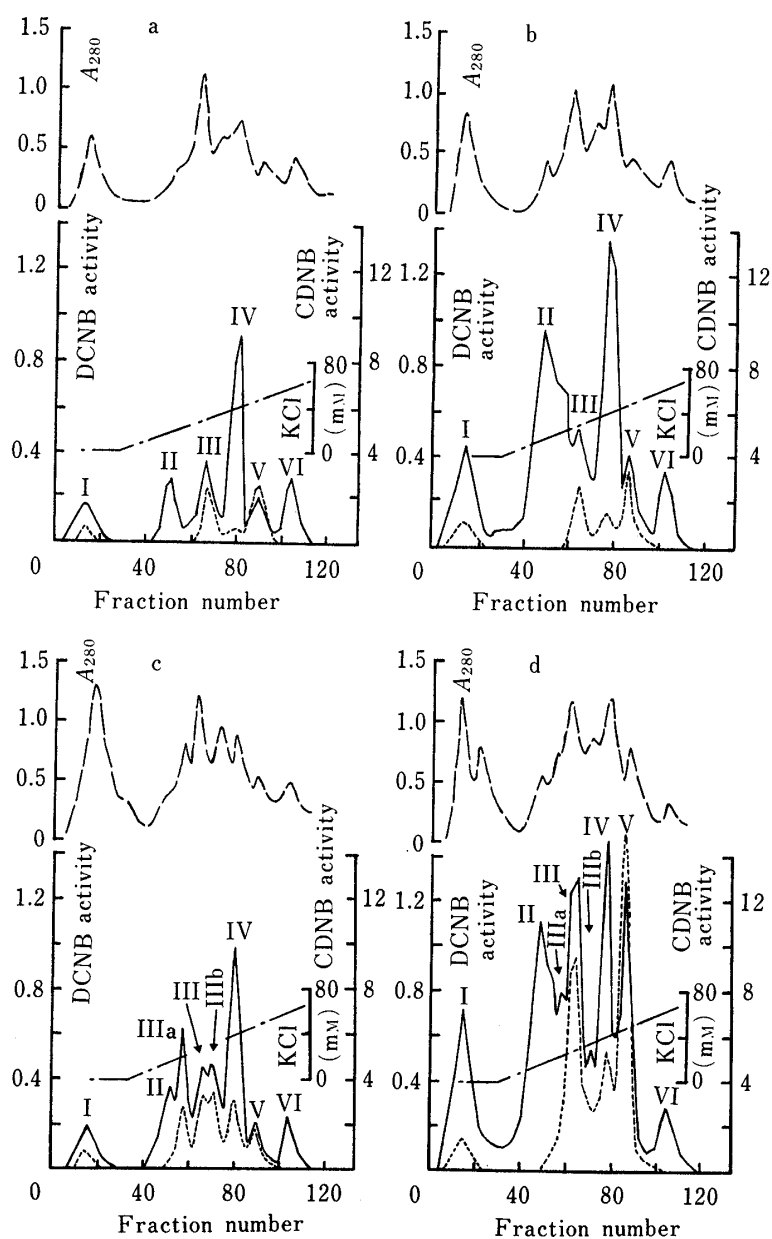 a
A280
1.5
1.0
0.5
0
DCNB activity
CDNB activity
1.2
0.8
0.4
12
8
4
80
0
KCl (mM)
I
II
III
IV
V
VI
0
40
80
120
Fraction number
b
A280
1.5
1.0
0.5
0
DCNB activity
CDNB activity
1.2
0.8
0.4
12
8
4
80
0
KCl (mM)
I
II
III
IV
V
VI
0
40
80
120
Fraction number
c
A280
1.5
1.0
0.5
0
DCNB activity
CDNB activity
1.2
0.8
0.4
12
8
4
80
0
KCl (mM)
I
II
IIIa
III
IIIb
IV
V
VI
0
40
80
120
Fraction number
d
A280
1.5
1.0
0.5
0
DCNB activity
CDNB activity
1.2
0.8
0.4
12
8
4
80
0
KCl (mM)
I
II
IIIa
III
IIIb
IV
V
VI
0
40
80
120
Fraction number